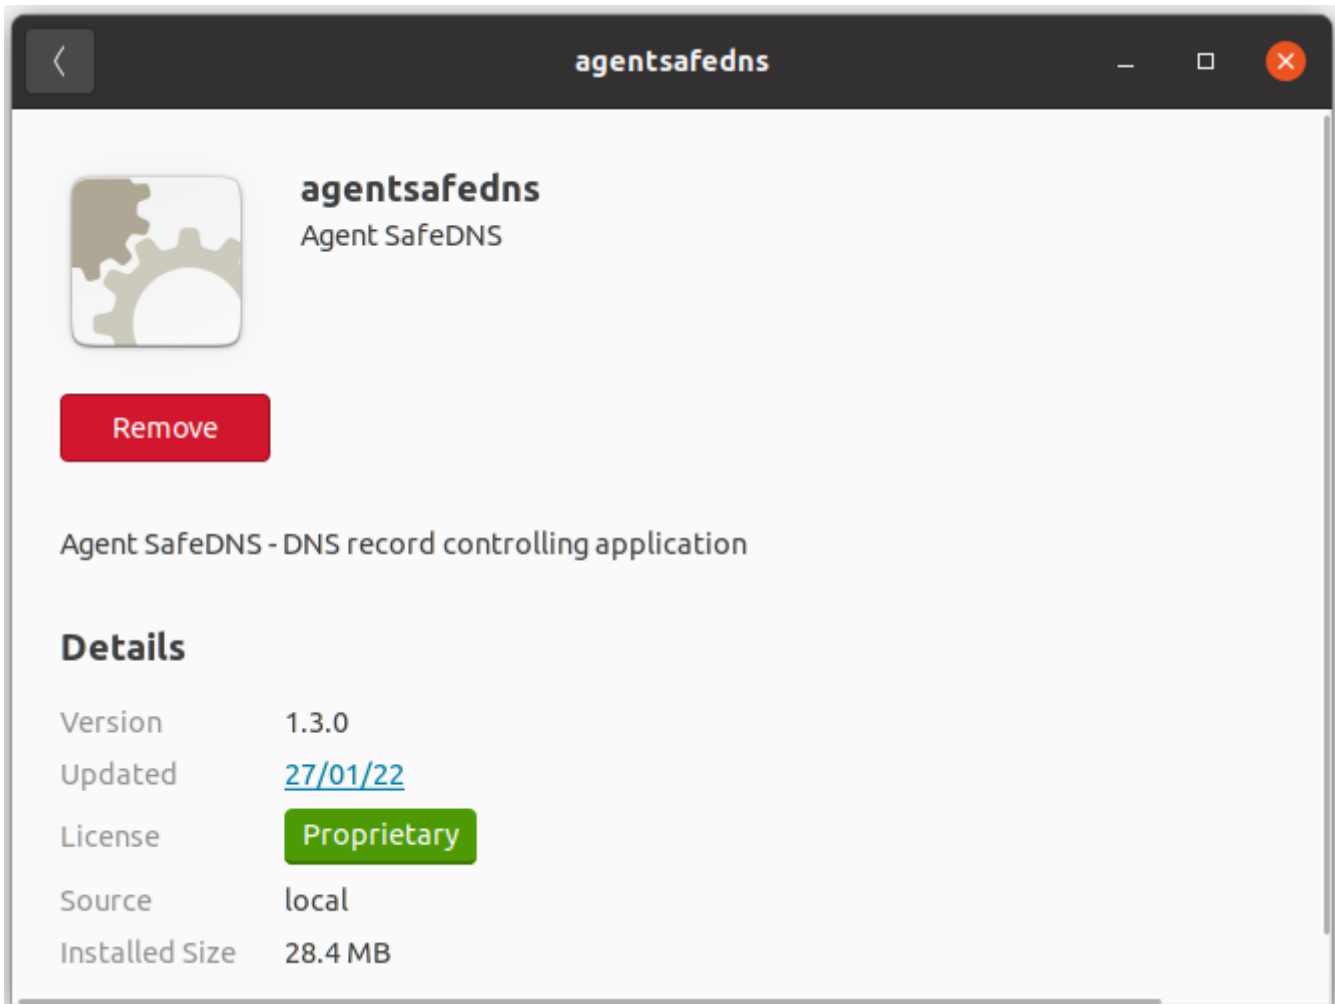 agentsafedns
agentsafedns
Agent SafeDNS
Remove
Agent SafeDNS - DNS record controlling application
Details
Version 1.3.0
Updated 27/01/22
License Proprietary
Source local
Installed Size 28.4 MB